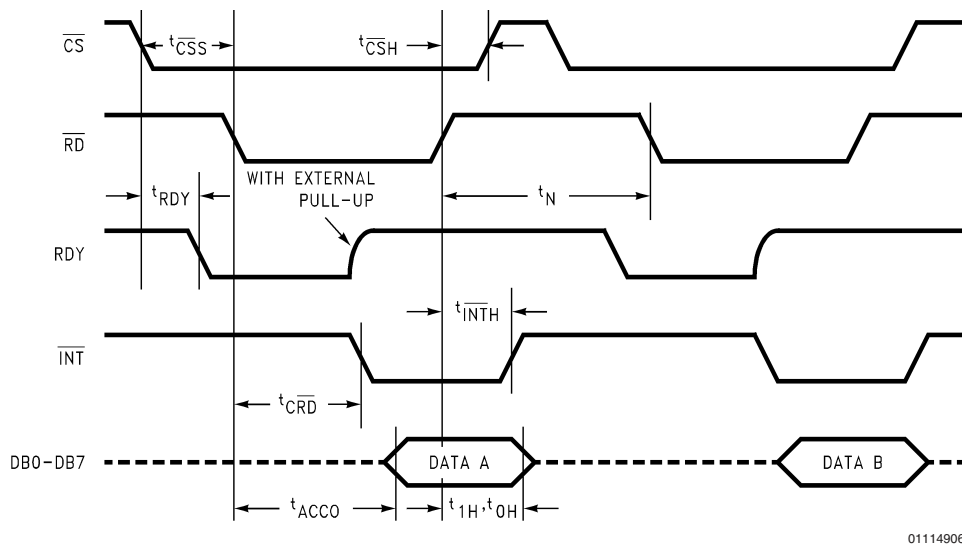 CS
tCSS
tCSH
RD
WITH EXTERNAL
PULL-UP
tRDY
tN
RDY
tINTH
INT
tCRD
DB0-DB7
DATA A
DATA B
tACC0
t1H,t0H
01114906